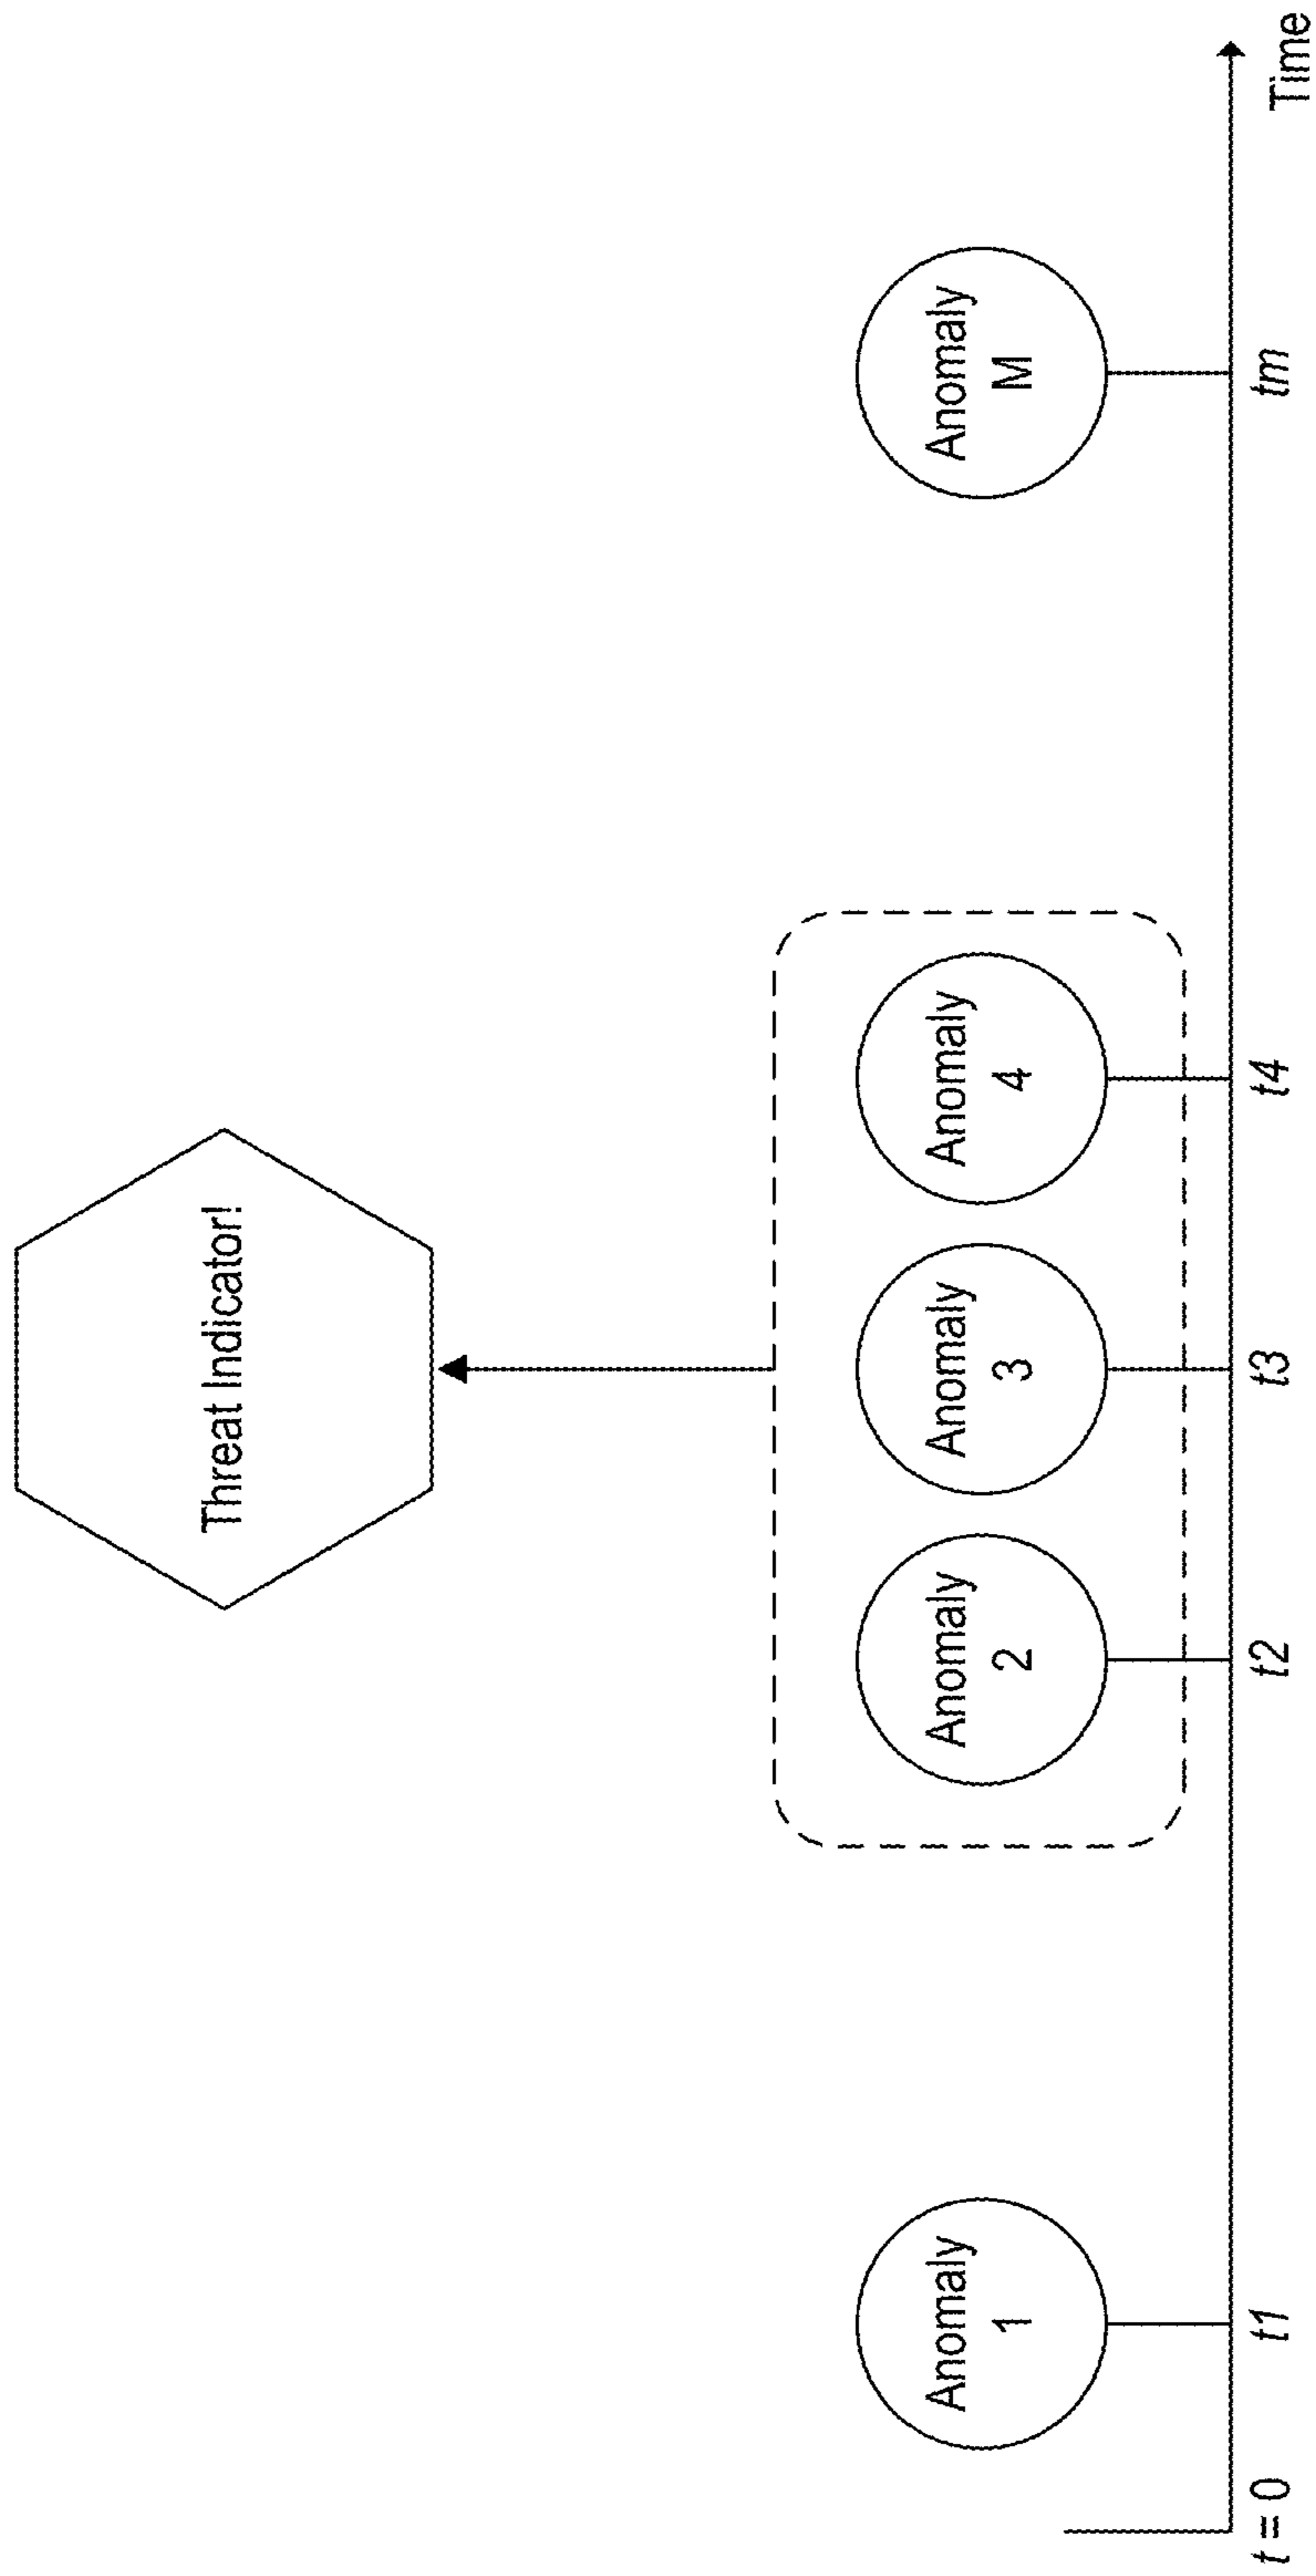 Threat Indicator!
Anomaly
1
Anomaly
2
Anomaly
3
Anomaly
4
Anomaly
M
t = 0
t1
t2
t3
t4
tm
Time